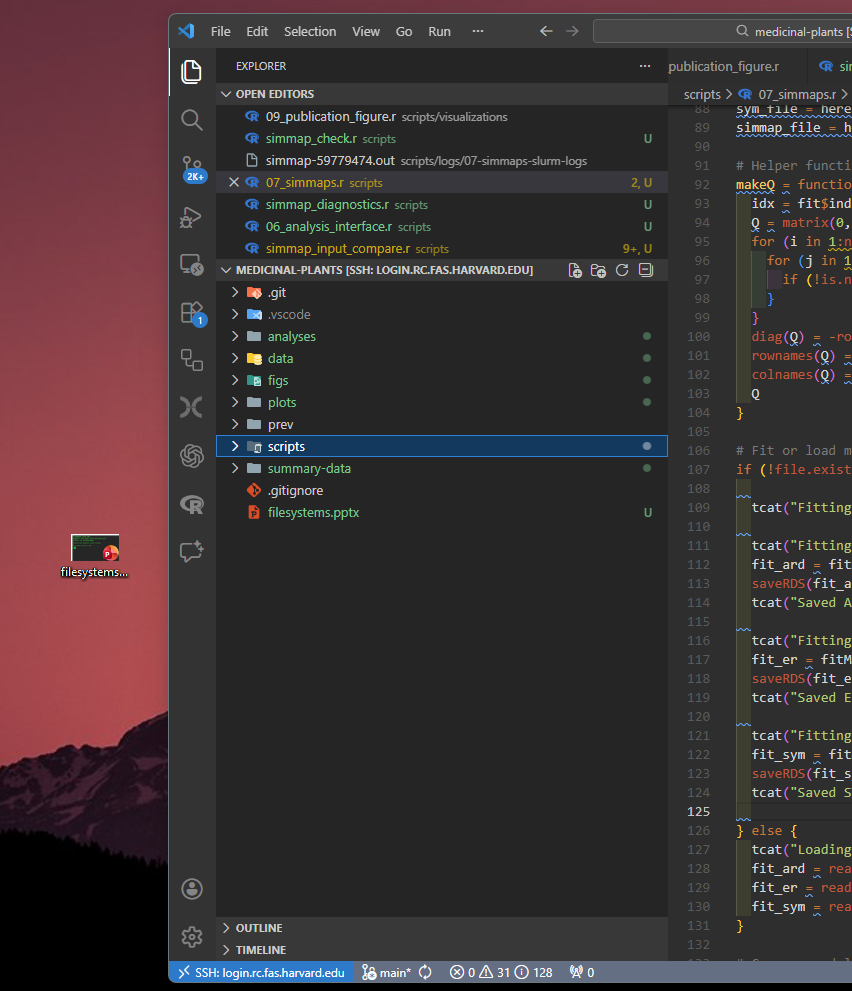 File Edit Selection View Go Run ··· medicinal-plants [S
EXPLORER
OPEN EDITORS
09_publication_figure.r scripts/visualizations
simmap_check.r scripts U
simmap-59779474.out scripts/logs/07-simmaps-slurm-logs
07_simmaps.r scripts 2, U
simmap_diagnostics.r scripts U
06_analysis_interface.r scripts U
simmap_input_compare.r scripts 9+, U
MEDICINAL-PLANTS [SSH: LOGIN.RC.FAS.HARVARD.EDU]
.git
.vscode
analyses
data
figs
plots
prev
scripts
summary-data
.gitignore
filesystems.pptx U
OUTLINE
TIMELINE
2K+
1
filesystems...
publication_figure.r sim
scripts > 07_simmaps.r >
88 sym_file = here
89 simmap_file = h
90
91 # Helper functi
92 makeQ = functio
93 idx = fit$ind
94 Q = matrix(0,
95 for (i in 1:n
96 for (j in 1
97 if (!is.n
98 }
99 }
100 diag(Q) = -ro
101 rownames(Q) =
102 colnames(Q) =
103 Q
104 }
105
106 # Fit or load m
107 if (!file.exist
108
109 tcat("Fitting
110
111 tcat("Fitting
112 fit_ard = fit
113 saveRDS(fit_a
114 tcat("Saved A
115
116 tcat("Fitting
117 fit_er = fitM
118 saveRDS(fit_e
119 tcat("Saved E
120
121 tcat("Fitting
122 fit_sym = fit
123 saveRDS(fit_s
124 tcat("Saved S
125
126 } else {
127 tcat("Loading
128 fit_ard = rea
129 fit_er = read
130 fit_sym = rea
131 }
132
SSH: login.rc.fas.harvard.edu main* 0 31 128 0